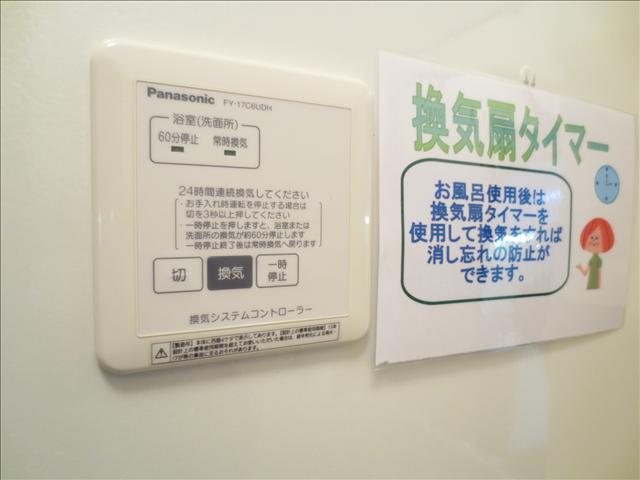 Panasonic FY-17C6UDH
浴室(洗面所)
60分停止 常時換気
24時間連続換気してください
・お手入れ時運転を停止する場合は
切を3秒以上押してください
・一時停止を押しますと、浴室または
洗面所の換気が約60分停止します
一時停止終了後は常時換気へ戻ります
切 換気 一時
停止
換気システムコントローラー
換気扇タイマー
お風呂使用後は
換気扇タイマーを
使用して換気をすれば
消し忘れの防止が
できます。